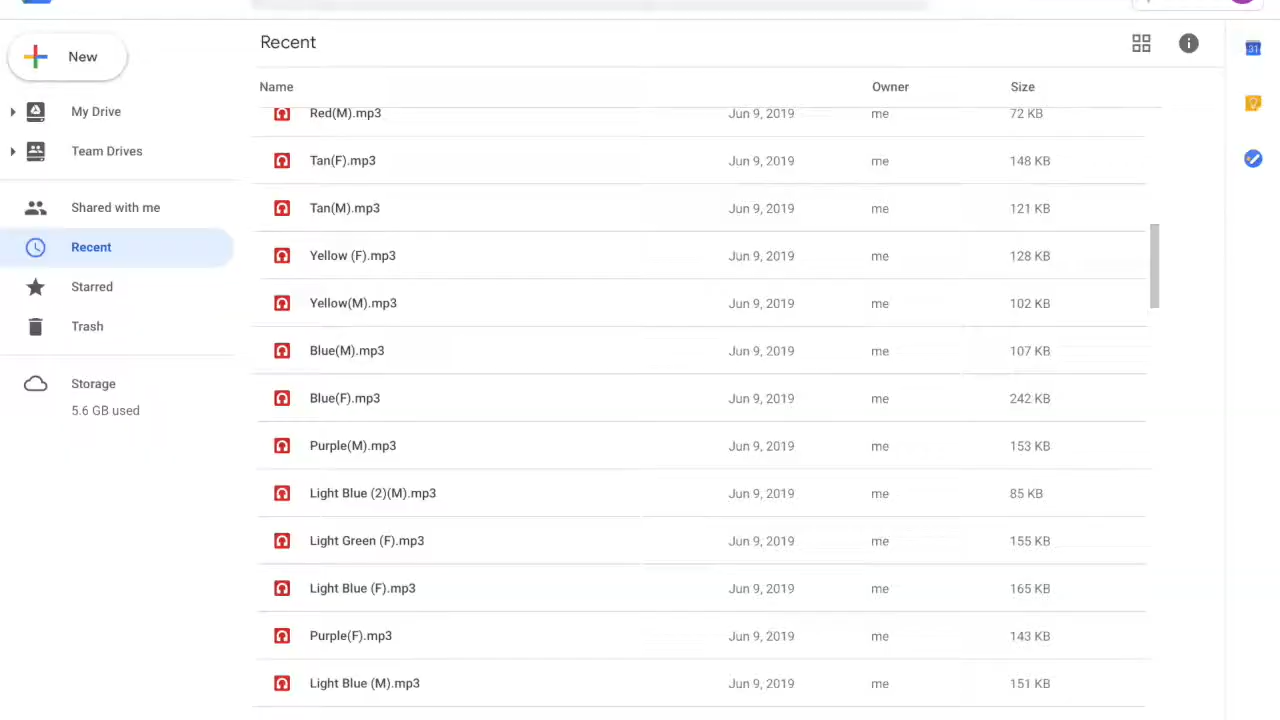 New
My Drive
Team Drives
Shared with me
Recent
Starred
Trash
Storage
5.6 GB used
Recent
Name Owner Size
Red(M).mp3 Jun 9, 2019 me 72 KB
Tan(F).mp3 Jun 9, 2019 me 148 KB
Tan(M).mp3 Jun 9, 2019 me 121 KB
Yellow (F).mp3 Jun 9, 2019 me 128 KB
Yellow(M).mp3 Jun 9, 2019 me 102 KB
Blue(M).mp3 Jun 9, 2019 me 107 KB
Blue(F).mp3 Jun 9, 2019 me 242 KB
Purple(M).mp3 Jun 9, 2019 me 153 KB
Light Blue (2)(M).mp3 Jun 9, 2019 me 85 KB
Light Green (F).mp3 Jun 9, 2019 me 155 KB
Light Blue (F).mp3 Jun 9, 2019 me 165 KB
Purple(F).mp3 Jun 9, 2019 me 143 KB
Light Blue (M).mp3 Jun 9, 2019 me 151 KB
31